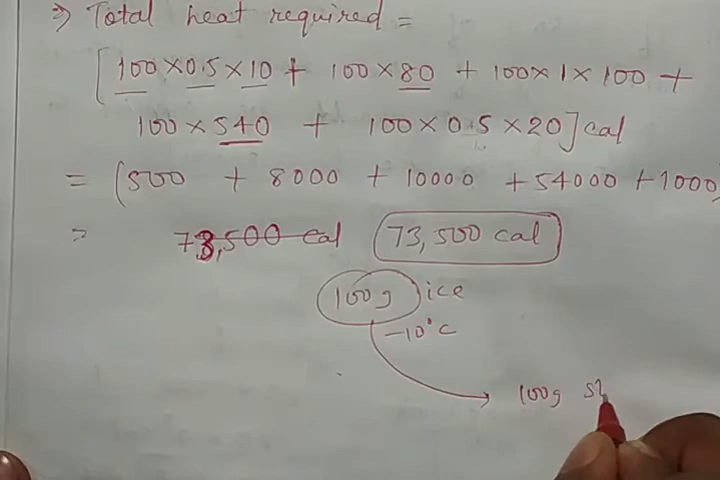 ⇒ Total heat required =
[100×0.5×10 + 100×80 + 100×1×100 +
100×540 + 100×0.5×20] cal
= (500 + 8000 + 10000 + 54000 + 1000)
= 73,500 cal 73,500 cal
100g ice
-10°C
100g